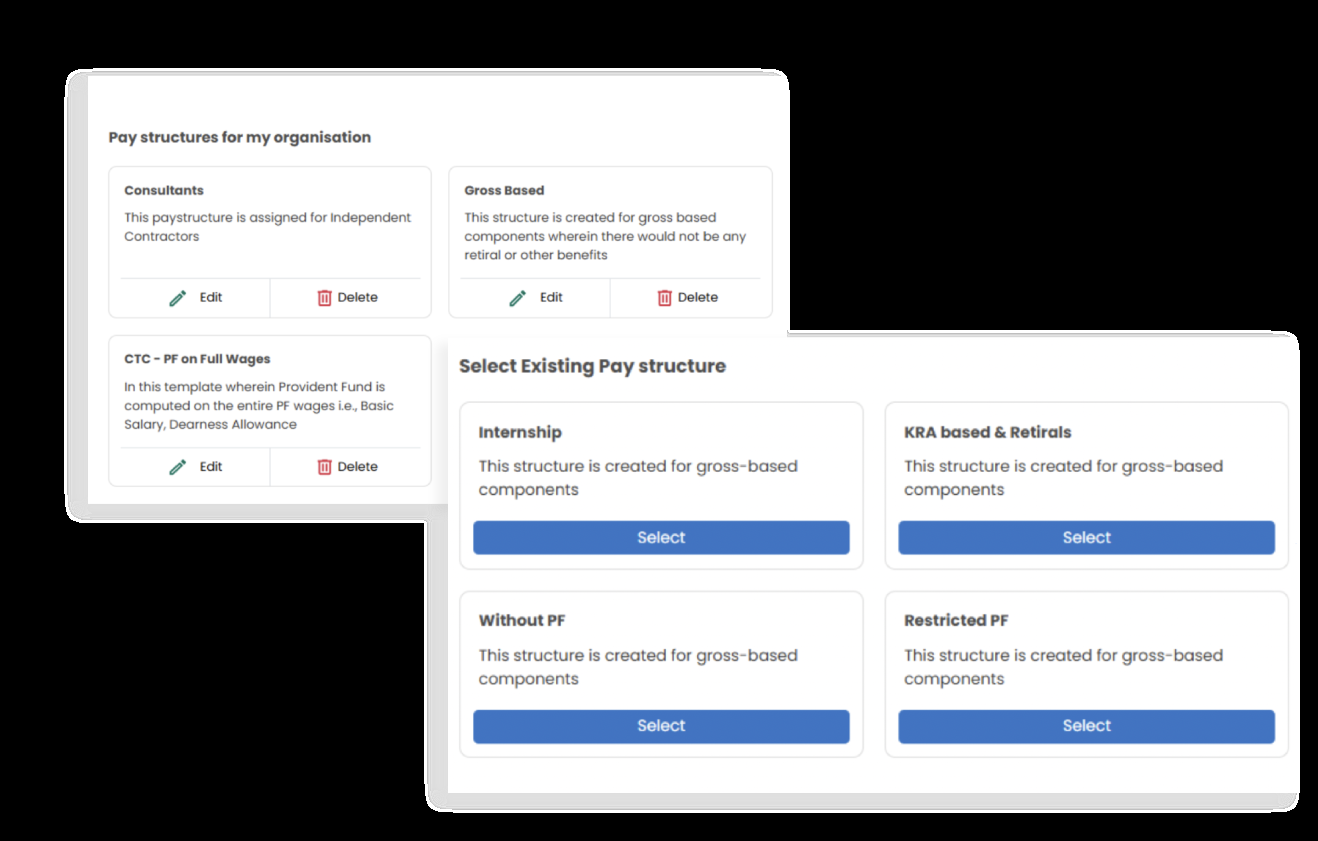 Pay structures for my organisation
Consultants
This paystructure is assigned for Independent
Contractors
Edit
Delete
Gross Based
This structure is created for gross based
components wherein there would not be any
retiral or other benefits
Edit
Delete
CTC - PF on Full Wages
In this template wherein Provident Fund is
computed on the entire PF wages i.e., Basic
Salary, Dearness Allowance
Edit
Delete
Select Existing Pay structure
Internship
This structure is created for gross-based
components
Select
KRA based & Retirals
This structure is created for gross-based
components
Select
Without PF
This structure is created for gross-based
components
Select
Restricted PF
This structure is created for gross-based
components
Select